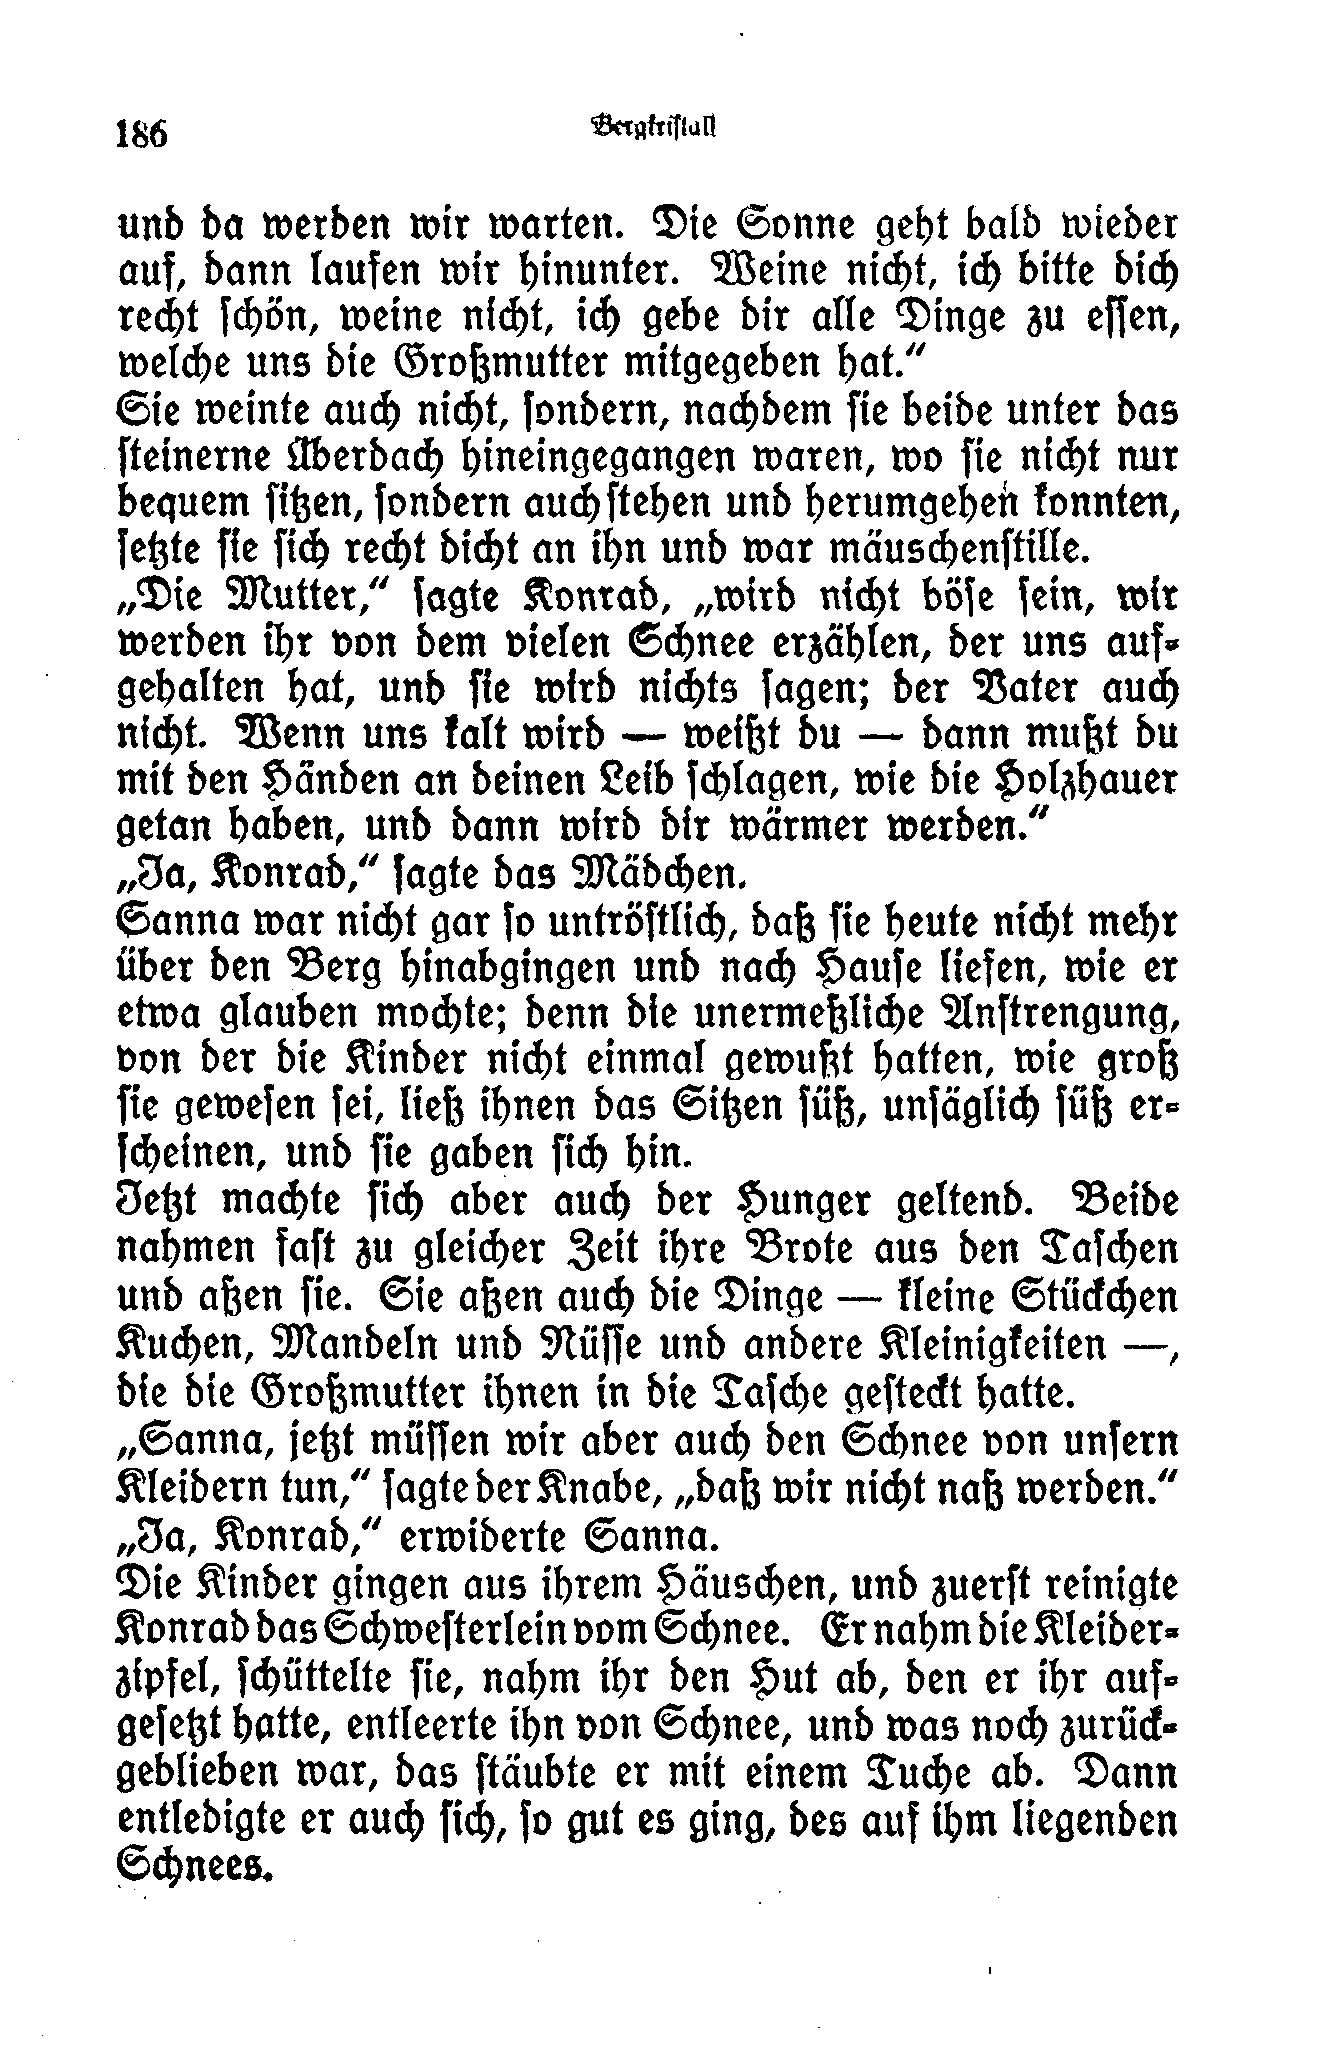 186
Bergkristall
und da werden wir warten. Die Sonne geht bald wieder
auf, dann laufen wir hinunter. Weine nicht, ich bitte dich
recht schön, weine nicht, ich gebe dir alle Dinge zu essen,
welche uns die Großmutter mitgegeben hat.“
Sie weinte auch nicht, sondern, nachdem sie beide unter das
steinerne Überdach hineingegangen waren, wo sie nicht nur
bequem sitzen, sondern auch stehen und herumgehen konnten,
setzte sie sich recht dicht an ihn und war mäuschenstille.
„Die Mutter,“ sagte Konrad, „wird nicht böse sein, wir
werden ihr von dem vielen Schnee erzählen, der uns auf-
gehalten hat, und sie wird nichts sagen; der Vater auch
nicht. Wenn uns kalt wird — weißt du — dann mußt du
mit den Händen an deinen Leib schlagen, wie die Holzhauer
getan haben, und dann wird dir wärmer werden.“
„Ja, Konrad,“ sagte das Mädchen.
Sanna war nicht gar so untröstlich, daß sie heute nicht mehr
über den Berg hinabgingen und nach Hause liefen, wie er
etwa glauben mochte; denn die unermeßliche Anstrengung,
von der die Kinder nicht einmal gewußt hatten, wie groß
sie gewesen sei, ließ ihnen das Sitzen süß, unsäglich süß er-
scheinen, und sie gaben sich hin.
Jetzt machte sich aber auch der Hunger geltend. Beide
nahmen fast zu gleicher Zeit ihre Brote aus den Taschen
und aßen sie. Sie aßen auch die Dinge — kleine Stückchen
Kuchen, Mandeln und Nüsse und andere Kleinigkeiten —,
die die Großmutter ihnen in die Tasche gesteckt hatte.
„Sanna, jetzt müssen wir aber auch den Schnee von unsern
Kleidern tun,“ sagte der Knabe, „daß wir nicht naß werden.“
„Ja, Konrad,“ erwiderte Sanna.
Die Kinder gingen aus ihrem Häuschen, und zuerst reinigte
Konrad das Schwesterlein vom Schnee. Er nahm die Kleider-
zipfel, schüttelte sie, nahm ihr den Hut ab, den er ihr auf-
gesetzt hatte, entleerte ihn von Schnee, und was noch zurück-
geblieben war, das stäubte er mit einem Tuche ab. Dann
entledigte er auch sich, so gut es ging, des auf ihm liegenden
Schnees.